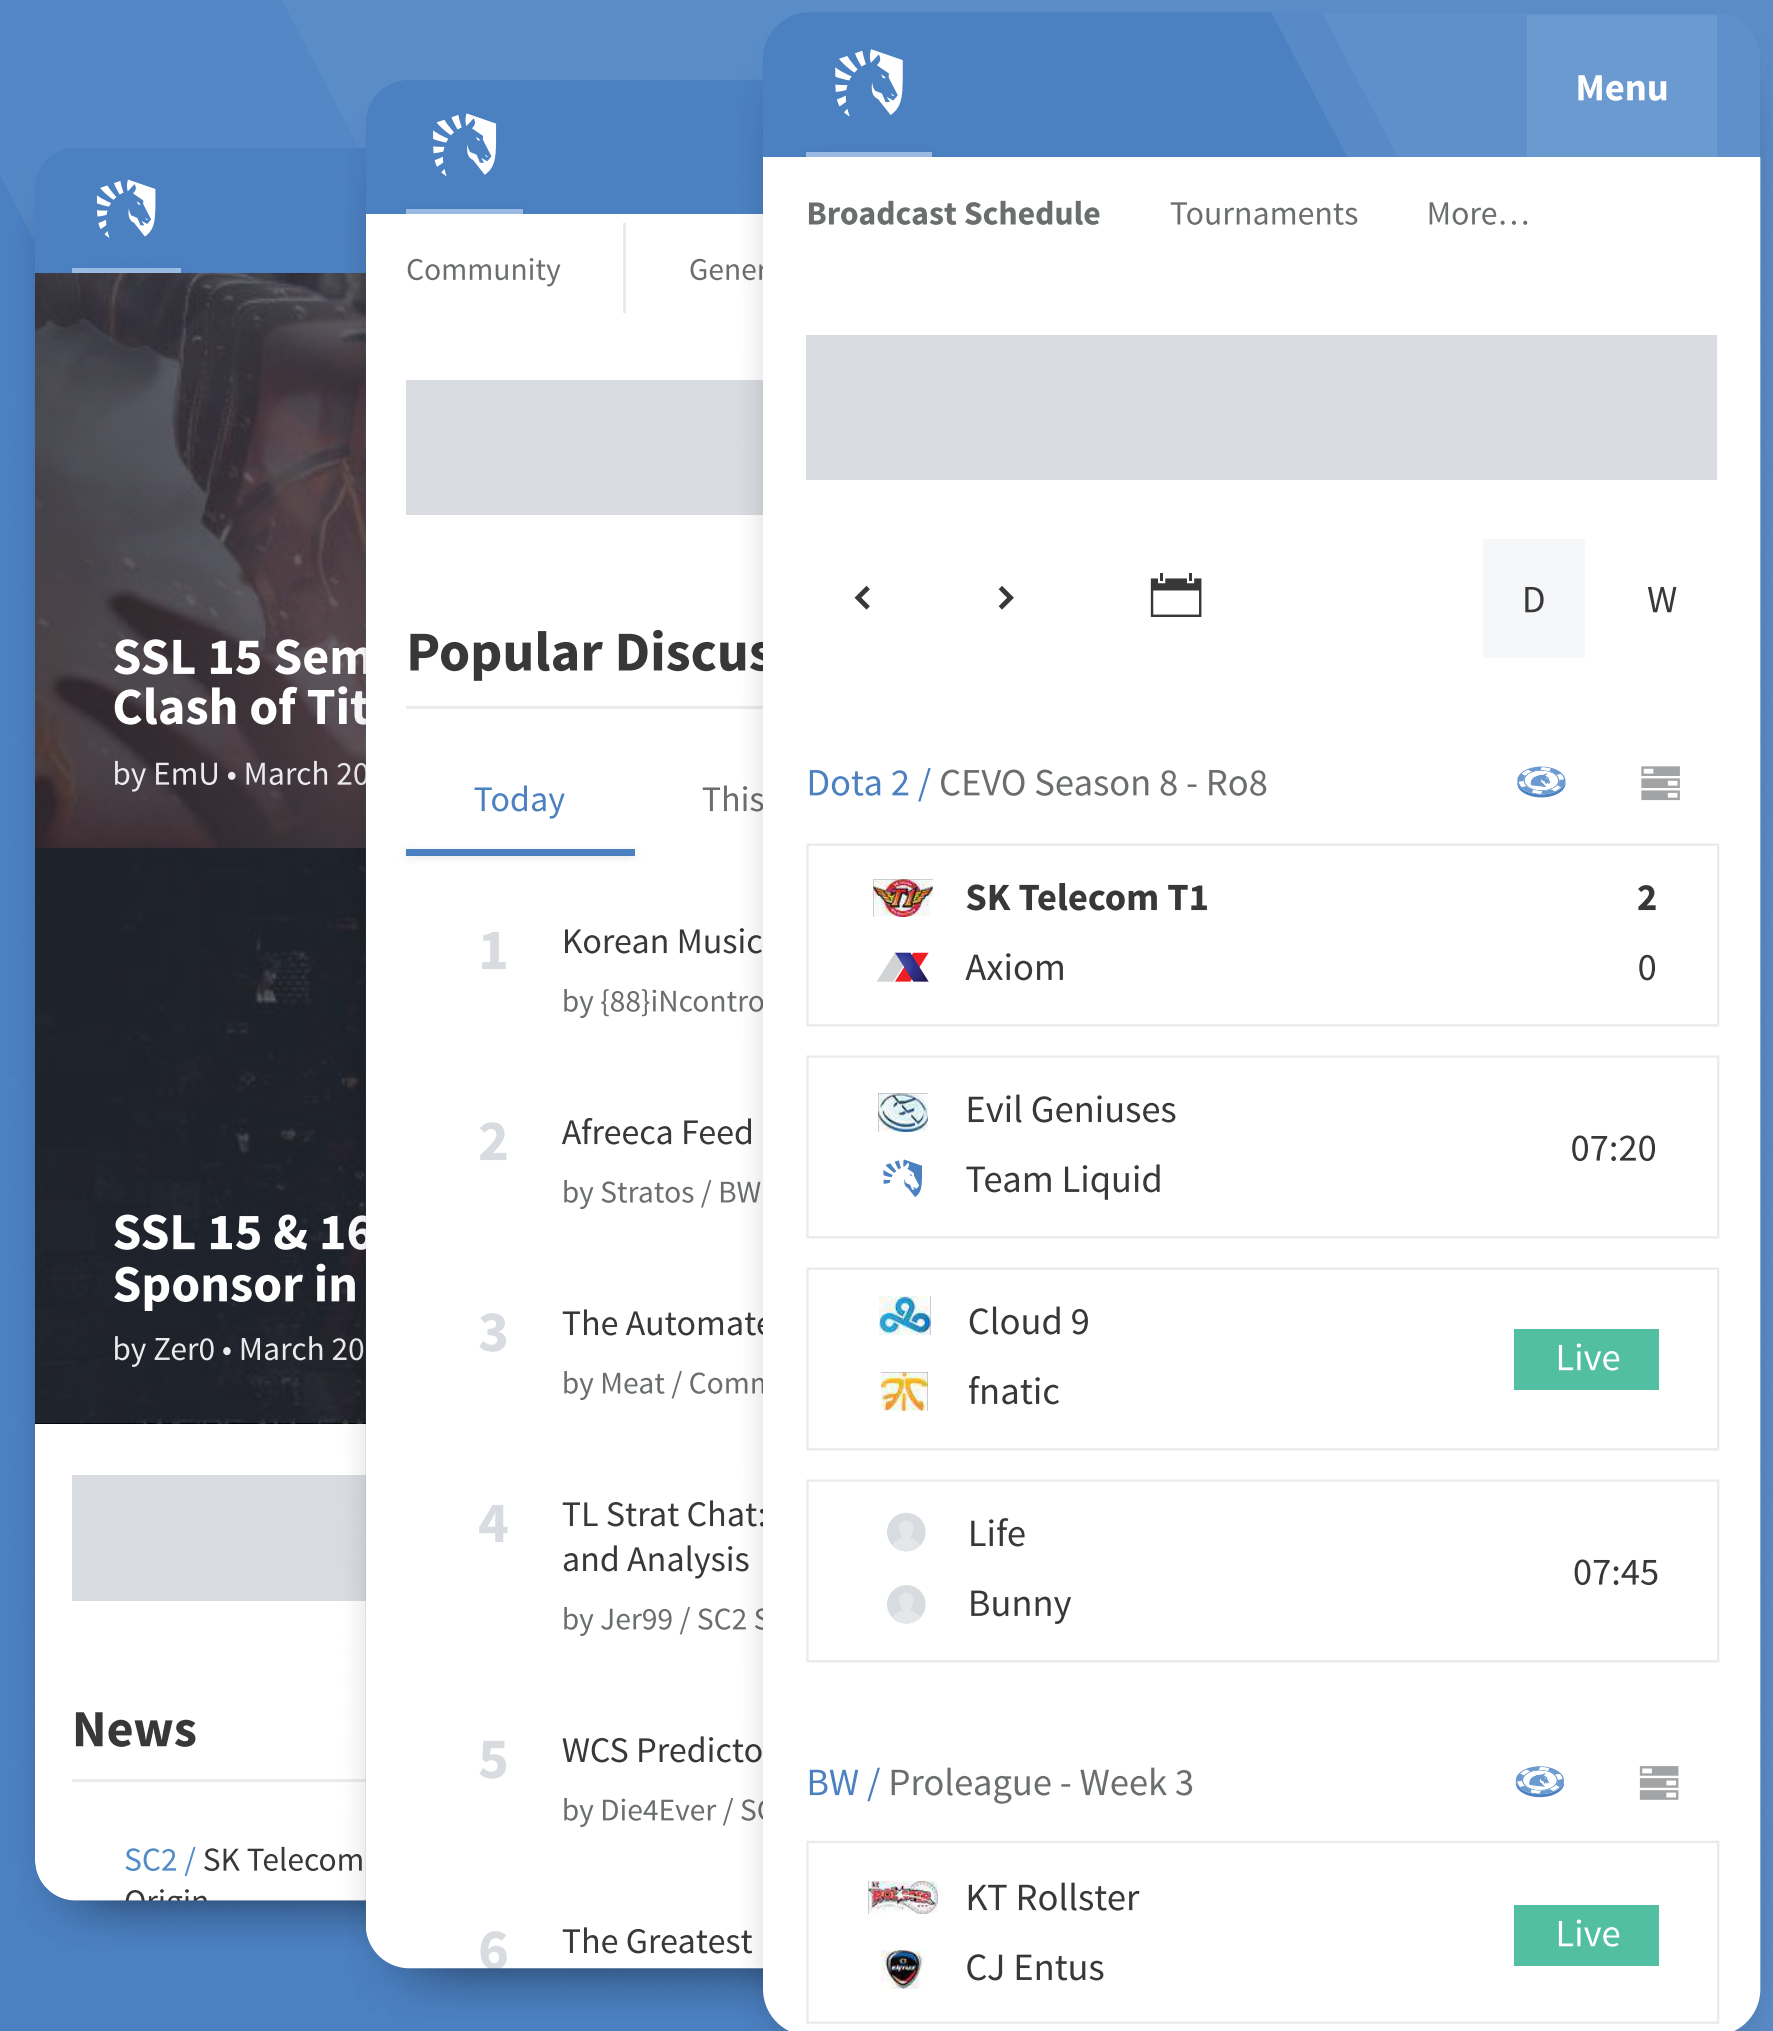 SSL 15 Sem
Clash of Tit
by EmU • March 20
SSL 15 & 16
Sponsor in
by Zer0 • March 20
News
SC2 / SK Telecom
Origin
Community
Gener
Popular Discus
Today
This
1
Korean Music
by {88}iNcontro
2
Afreeca Feed
by Stratos / BW
3
The Automate
by Meat / Comm
4
TL Strat Chat:
and Analysis
by Jer99 / SC2 S
5
WCS Predicto
by Die4Ever / SC
6
The Greatest
Menu
Broadcast Schedule
Tournaments
More...
D
W
Dota 2 / CEVO Season 8 - Ro8
SK Telecom T1
2
Axiom
0
Evil Geniuses
07:20
Team Liquid
Cloud 9
Live
fnatic
Life
07:45
Bunny
BW / Proleague - Week 3
KT Rollster
Live
CJ Entus